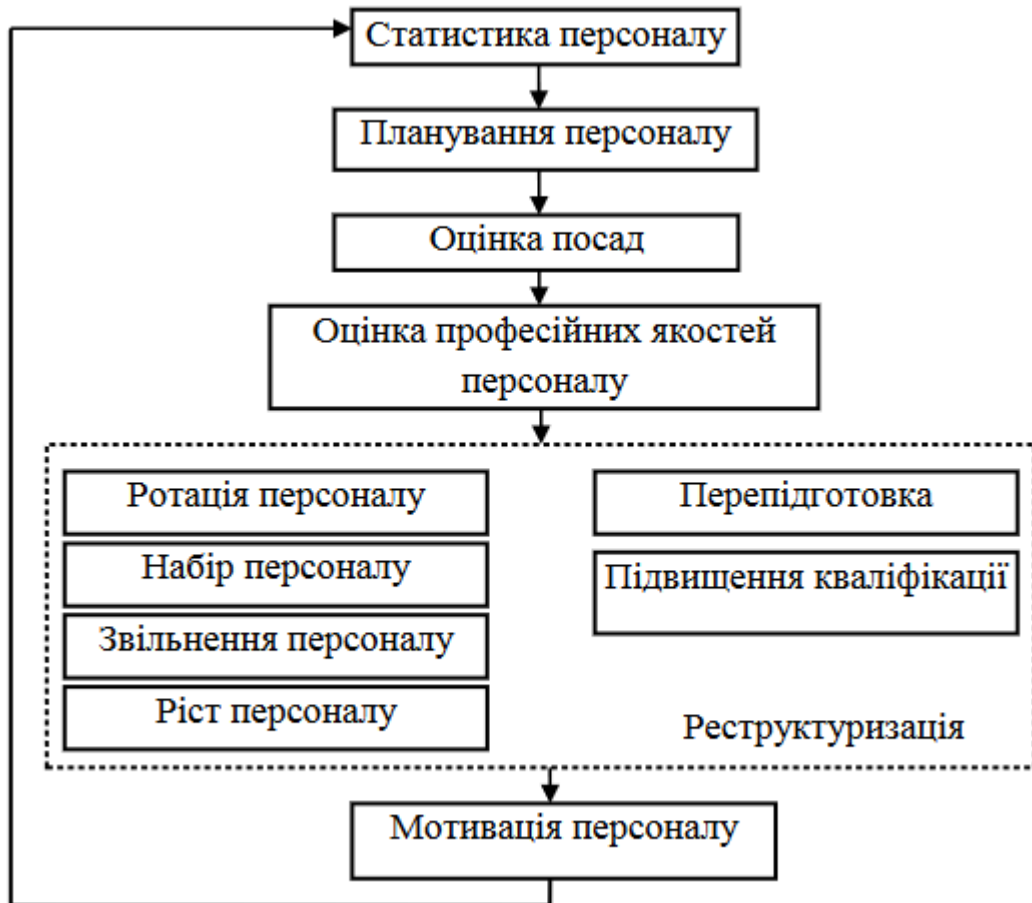 Статистика персоналу
Планування персоналу
Оцінка посад
Оцінка професійних якостей
персоналу
Ротація персоналу
Набір персоналу
Звільнення персоналу
Ріст персоналу
Перепідготовка
Підвищення кваліфікації
Реструктуризація
Мотивація персоналу